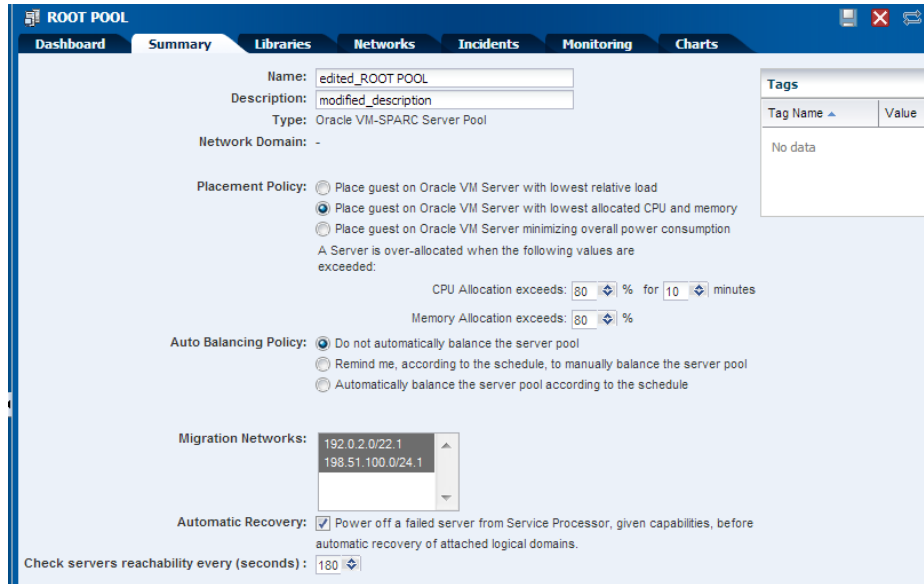 ROOT POOL
Dashboard Summary Libraries Networks Incidents Monitoring Charts
Name: edited_ROOT POOL
Description: modified_description
Type: Oracle VM-SPARC Server Pool
Network Domain: -
Tags
Tag Name Value
No data
Placement Policy: Place guest on Oracle VM Server with lowest relative load
Place guest on Oracle VM Server with lowest allocated CPU and memory
Place guest on Oracle VM Server minimizing overall power consumption
A Server is over-allocated when the following values are
exceeded:
CPU Allocation exceeds: 80 % for 10 minutes
Memory Allocation exceeds: 80 %
Auto Balancing Policy: Do not automatically balance the server pool
Remind me, according to the schedule, to manually balance the server pool
Automatically balance the server pool according to the schedule
Migration Networks: 192.0.2.0/22.1
198.51.100.0/24.1
Automatic Recovery: Power off a failed server from Service Processor, given capabilities, before
automatic recovery of attached logical domains.
Check servers reachability every (seconds) : 180